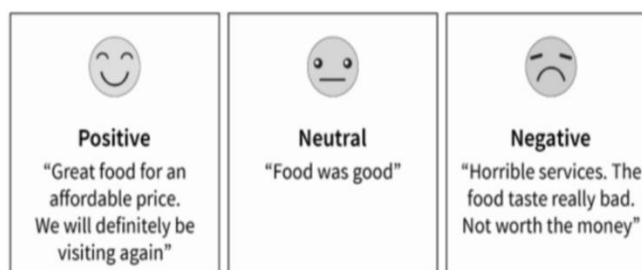 Positive
“Great food for an
affordable price.
We will definitely be
visiting again”
Neutral
“Food was good”
Negative
“Horrible services. The
food taste really bad.
Not worth the money”